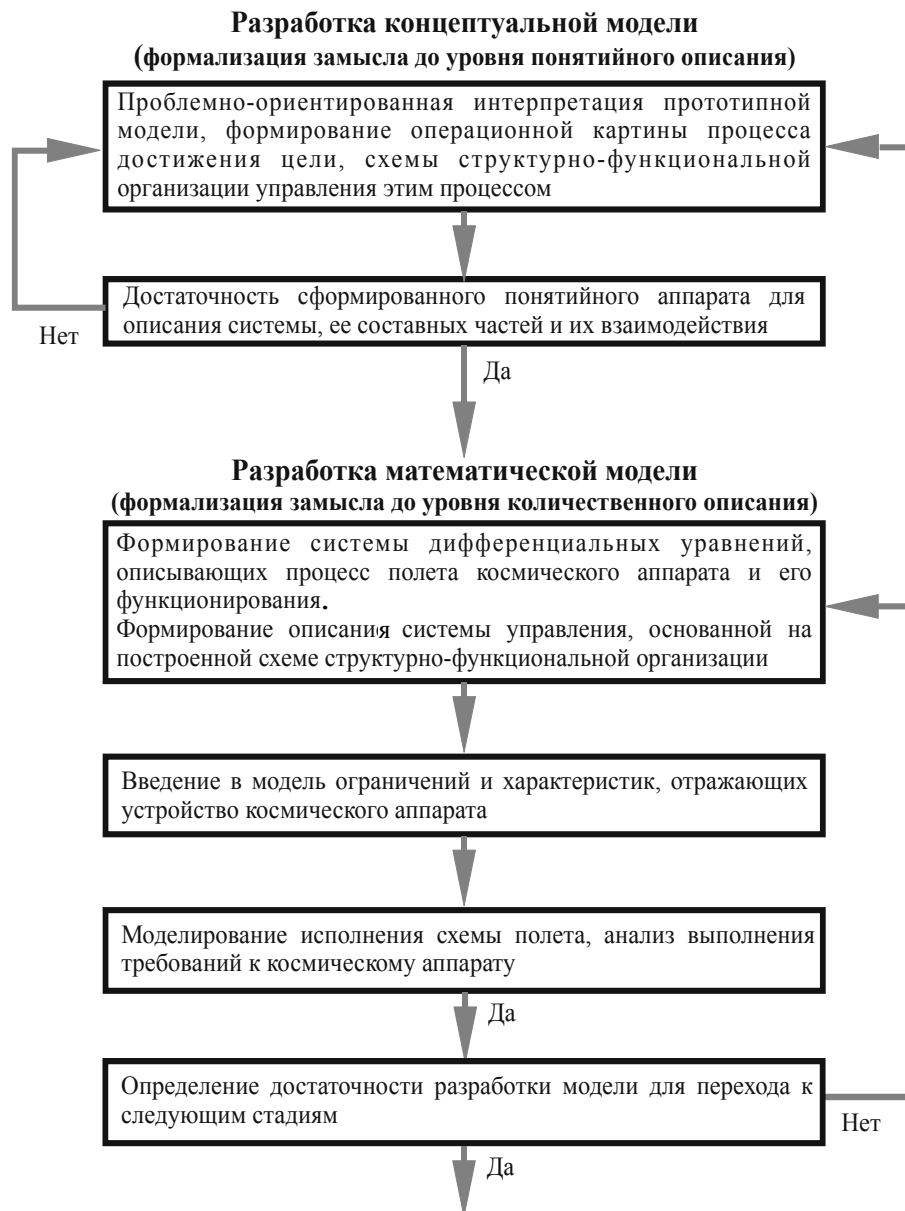 Разработка концептуальной модели
(формализация замысла до уровня понятийного описания)
Проблемно-ориентированная интерпретация прототипной
модели, формирование операционной картины процесса
достижения цели, схемы структурно-функциональной
организации управления этим процессом
Достаточность сформированного понятийного аппарата для
описания системы, ее составных частей и их взаимодействия
Нет
Да
Разработка математической модели
(формализация замысла до уровня количественного описания)
Формирование системы дифференциальных уравнений,
описывающих процесс полета космического аппарата и его
функционирования.
Формирование описания системы управления, основанной на
построенной схеме структурно-функциональной организации
Введение в модель ограничений и характеристик, отражающих
устройство космического аппарата
Моделирование исполнения схемы полета, анализ выполнения
требований к космическому аппарату
Да
Определение достаточности разработки модели для перехода к
следующим стадиям
Нет
Да